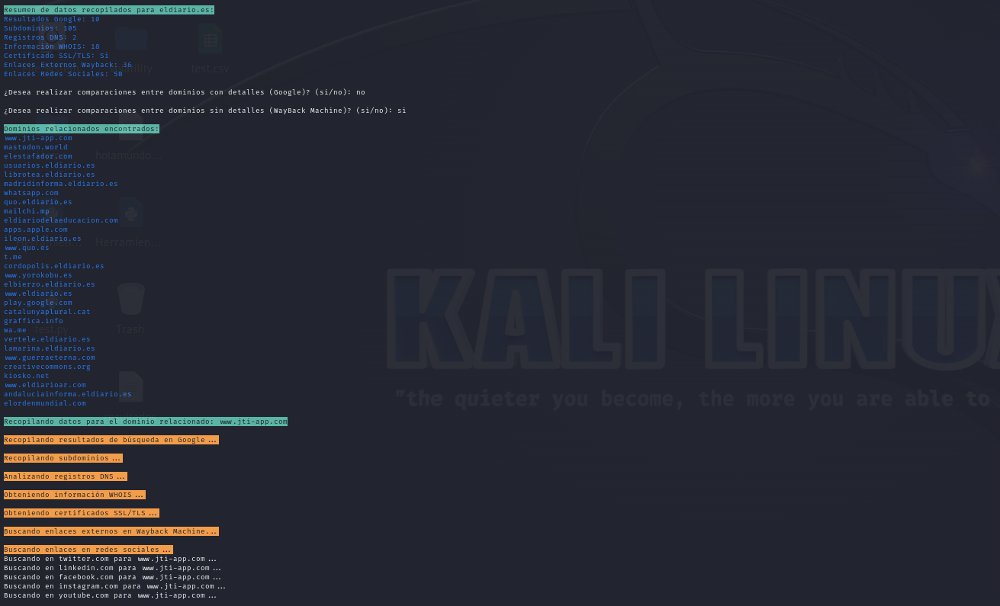 Resumen de datos recopilados para eldiario.es:
Resultados Google: 10
Subdominios: 105
Registros DNS: 2
Información WHOIS: 18
Certificado SSL/TLS: Sí
Enlaces Externos Wayback: 36
Enlaces Redes Sociales: 50
test.csv
¿Desea realizar comparaciones entre dominios con detalles (Google)? (si/no): no
¿Desea realizar comparaciones entre dominios sin detalles (WayBack Machine)? (si/no): si
Dominios relacionados encontrados:
www.jti-app.com
mastodon.world
elestafador.com
holamundo...
usuarios.eldiario.es
librotea.eldiario.es
madridinforma.eldiario.es
whatsapp.com
quo.eldiario.es
mailchi.mp
eldiariodelaeducacion.com
apps.apple.com
ileon.eldiario.es
Herramien...
www.quo.es
t.me
cordopolis.eldiario.es
www.yorokobu.es
elbierzo.eldiario.es
www.eldiario.es
play.google.com
catalunyaplural.cat
graffica.info
wa.me
test.py
Trash
vertele.eldiario.es
lamarina.eldiario.es
www.guerraeterna.com
creativecommons.org
kiosko.net
www.eldiarioar.com
andaluciainforma.eldiario.es
elordenmundial.com
KALI LINUX
"the quieter you become, the more you are able to
Recopilando datos para el dominio relacionado: www.jti-app.com
Recopilando resultados de búsqueda en Google...
Recopilando subdominios...
Analizando registros DNS...
Obteniendo información WHOIS...
Obteniendo certificados SSL/TLS...
Buscando enlaces externos en Wayback Machine...
Buscando enlaces en redes sociales...
Buscando en twitter.com para www.jti-app.com...
Buscando en linkedin.com para www.jti-app.com...
Buscando en facebook.com para www.jti-app.com...
Buscando en instagram.com para www.jti-app.com...
Buscando en youtube.com para www.jti-app.com...